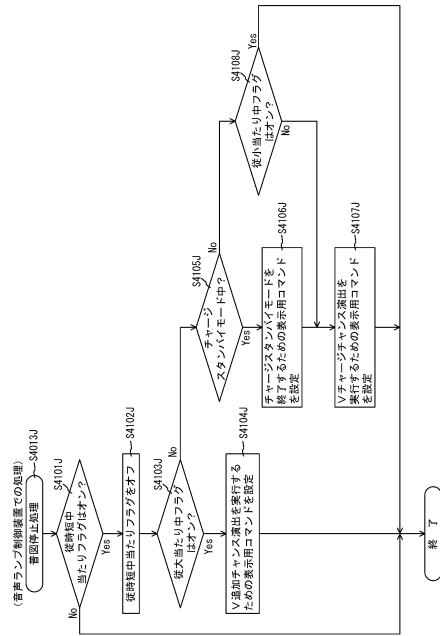 (音声ランプ制御装置での処理)
普図停止処理
S4013J
従時短中
当たりフラグはオン?
S4101J
No
Yes
従時短中当たりフラグをオフ
S4102J
従大当たり中フラグ
はオン?
S4103J
No
Yes
V追加チャンス演出を実行する
ための表示用コマンドを設定
S4104J
チャージ
スタンバイモード中?
S4105J
No
Yes
チャージスタンバイモードを
終了するための表示用コマンド
を設定
S4106J
Vチャージチャンス演出を
実行するための表示用コマンド
を設定
S4107J
従小当たり中フラグ
はオン?
S4108J
Yes
No
終了